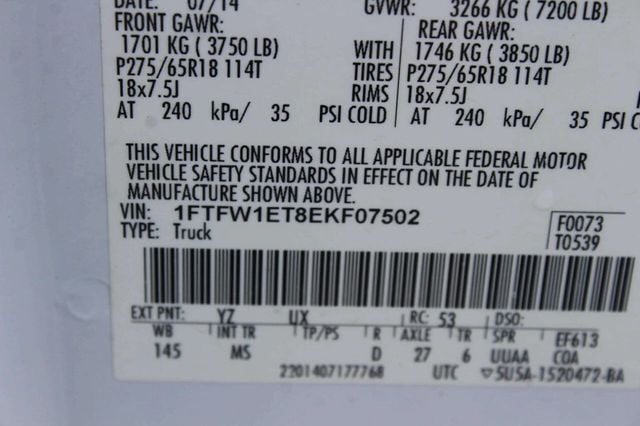 DATE: 07/14 GVWR: 3266 KG ( 7200 LB)
FRONT GAWR: REAR GAWR:
1701 KG ( 3750 LB) WITH 1746 KG ( 3850 LB)
P275/65R18 114T TIRES P275/65R18 114T
18x7.5J RIMS 18x7.5J
AT 240 kPa/ 35 PSI COLD AT 240 kPa/ 35 PSI C
THIS VEHICLE CONFORMS TO ALL APPLICABLE FEDERAL MOTOR
VEHICLE SAFETY STANDARDS IN EFFECT ON THE DATE OF
MANUFACTURE SHOWN ABOVE.
VIN: 1FTFW1ET8EKF07502 F0073
TYPE: Truck T0539
EXT PNT: YZ UX RC: 53 DSO:
WB INT TR TP/PS R AXLE TR SPR EF613
145 MS D 27 6 UUAA COA
2201407177768 UTC ▽5U5A-1520472-BA